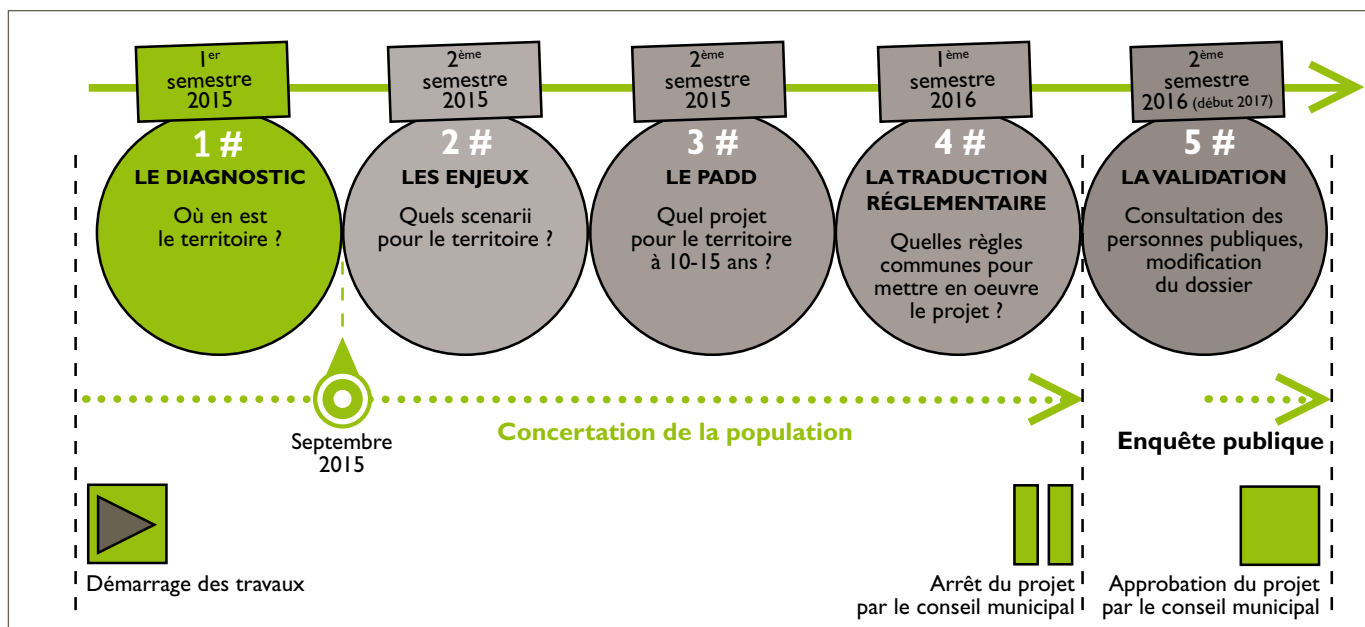 1er
semestre
2015
2ème
semestre
2015
2ème
semestre
2015
1ème
semestre
2016
2ème
semestre
2016 (début 2017)
1 #
LE DIAGNOSTIC
Où en est
le territoire ?
2 #
LES ENJEUX
Quels scenarii
pour le territoire ?
3 #
LE PADD
Quel projet
pour le territoire
à 10-15 ans ?
4 #
LA TRADUCTION
RÉGLEMENTAIRE
Quelles règles
communes pour
mettre en oeuvre
le projet ?
5 #
LA VALIDATION
Consultation des
personnes publiques,
modification
du dossier
Septembre
2015
Concertation de la population
Enquête publique
Démarrage des travaux
Arrêt du projet
par le conseil municipal
Approbation du projet
par le conseil municipal